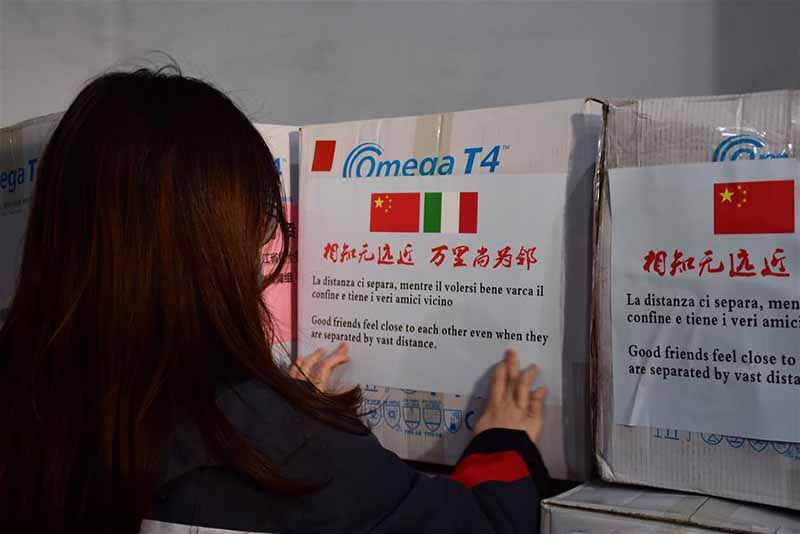 ega T4
Omega T4™
相知无远近 万里尚为邻
La distanza ci separa, mentre il volersi bene varca il
confine e tiene i veri amici vicino
Good friends feel close to each other even when they
are separated by vast distance.
相知无远近
La distanza ci separa, men
confine e tiene i veri amici
Good friends feel close to
are separated by vast dista